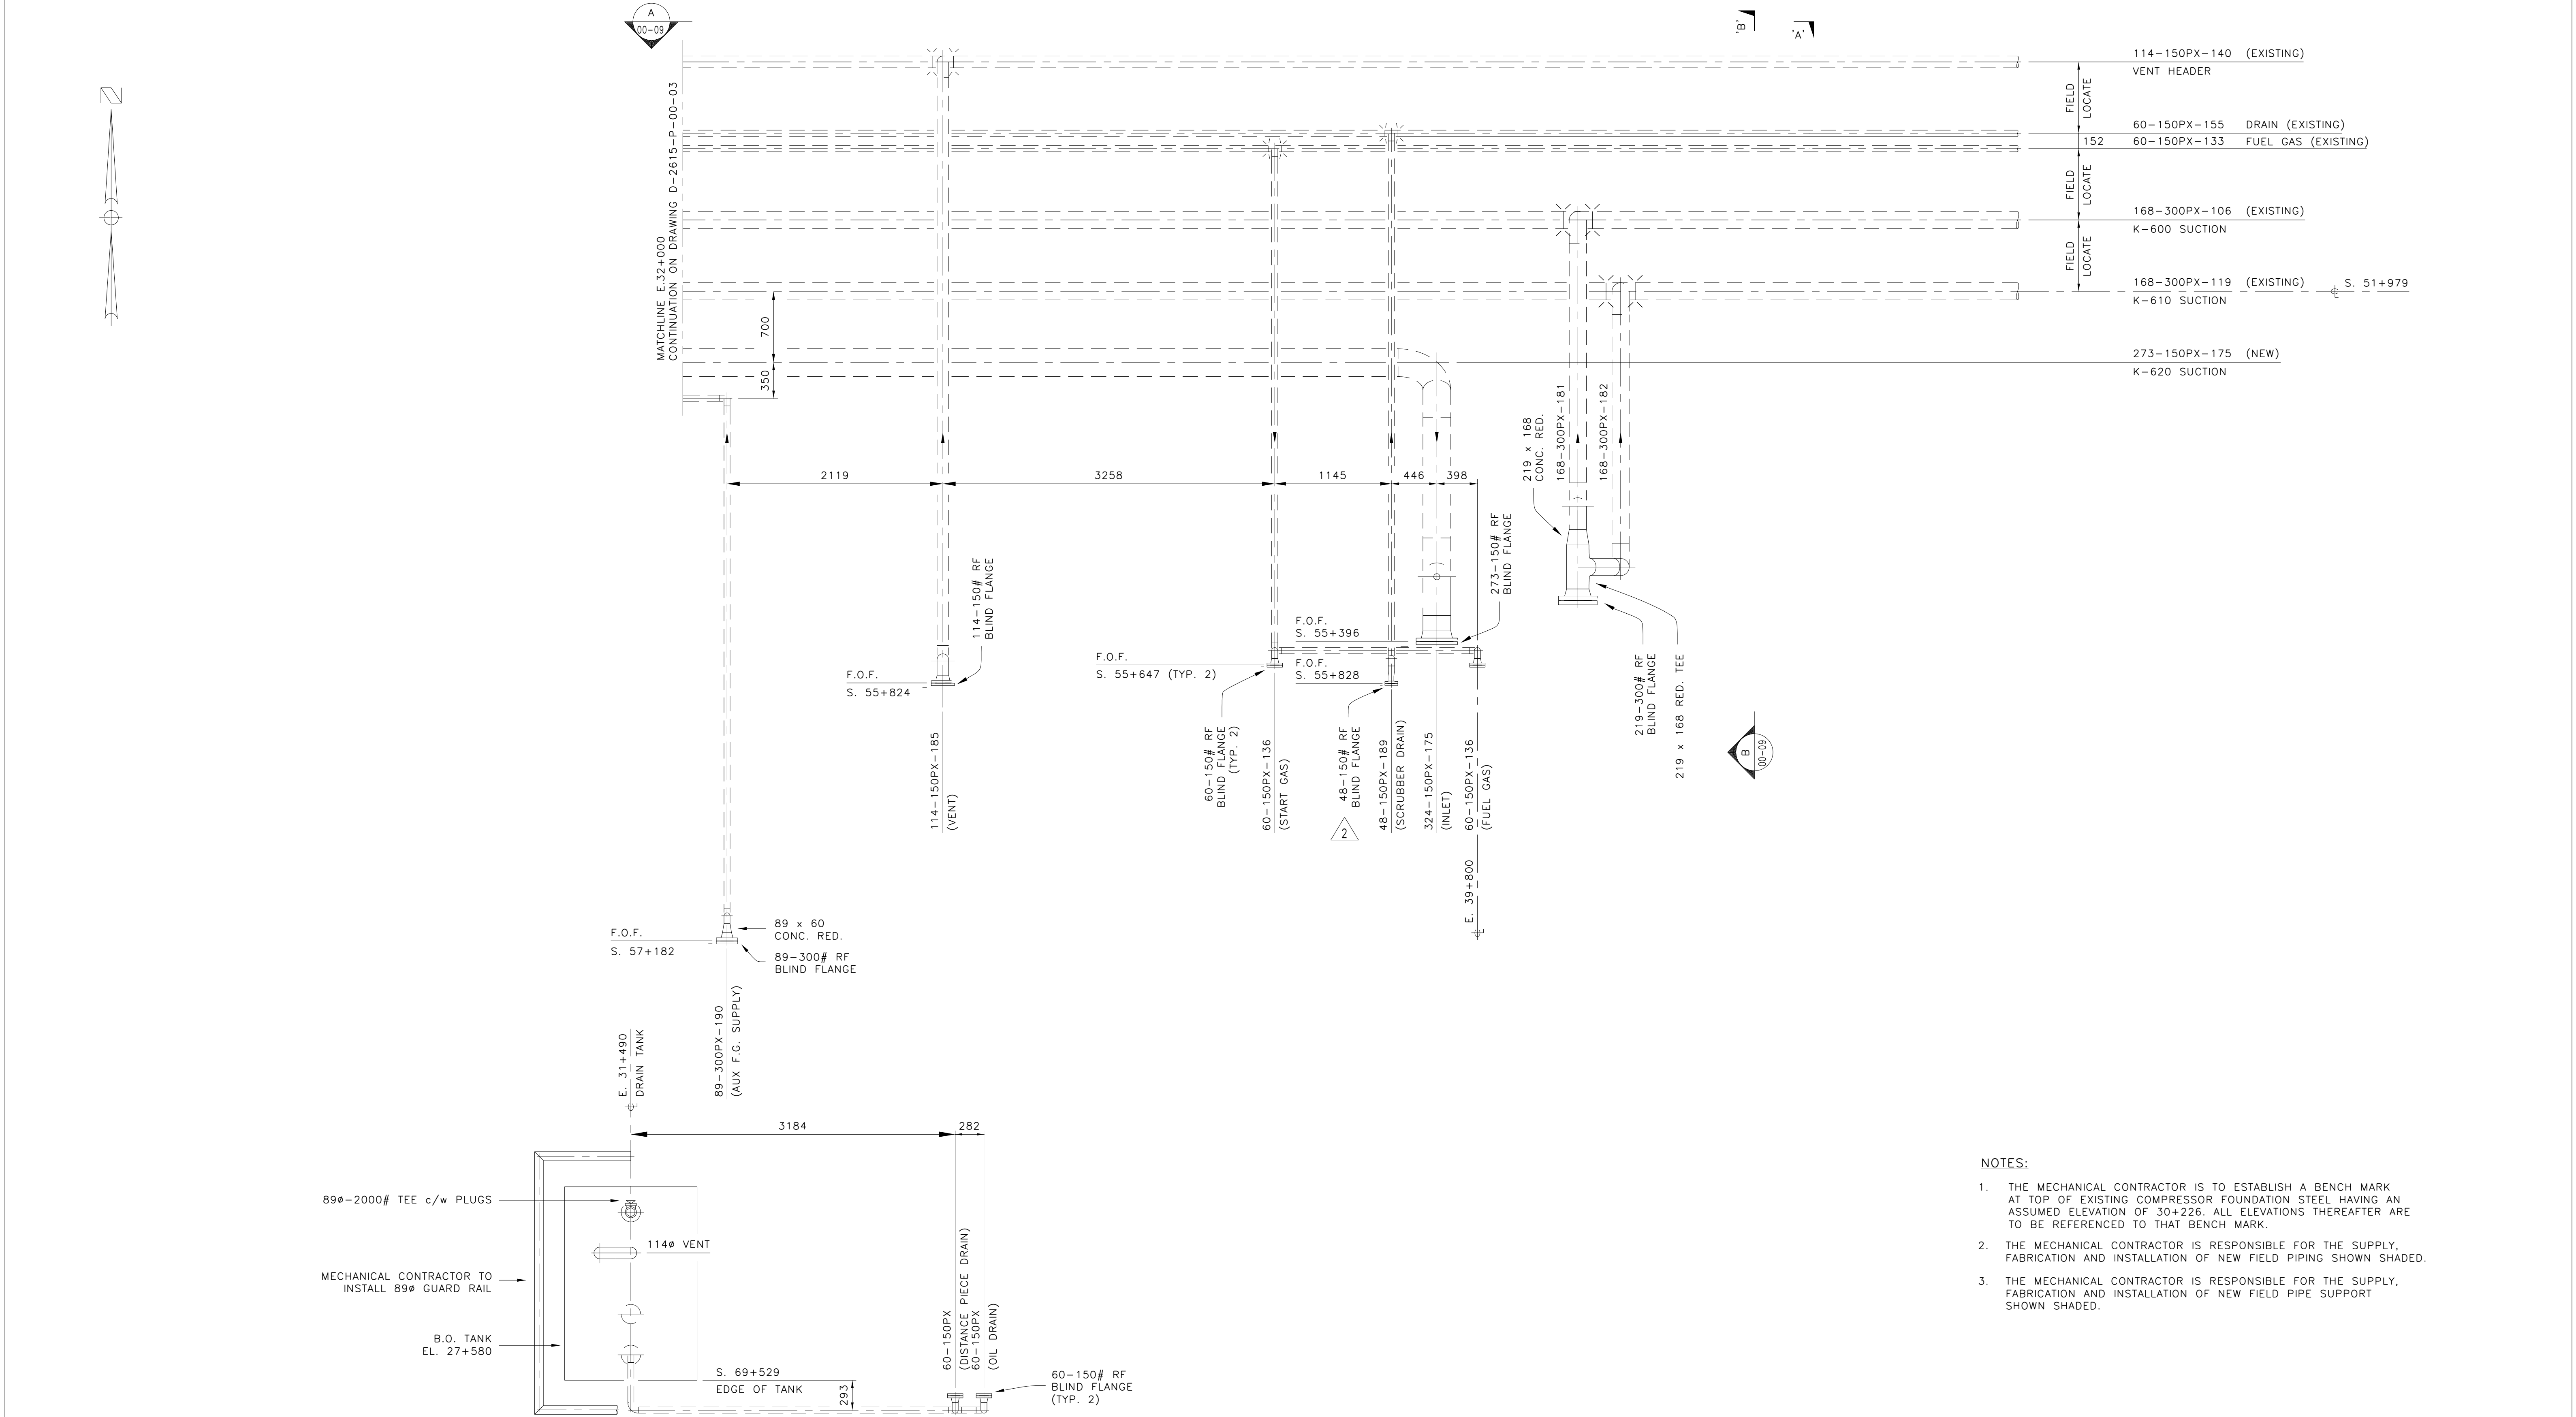 A
00-09
'B'
'A'
N
114-150PX-140 (EXISTING)
VENT HEADER
FIELD
LOCATE
60-150PX-155 DRAIN (EXISTING)
152
60-150PX-133 FUEL GAS (EXISTING)
FIELD
LOCATE
168-300PX-106 (EXISTING)
K-600 SUCTION
FIELD
LOCATE
168-300PX-119 (EXISTING)
S. 51+979
K-610 SUCTION
273-150PX-175 (NEW)
K-620 SUCTION
MATCHLINE E.32+000
CONTINUATION ON DRAWING D-2615-P-00-03
700
350
2119
3258
1145
446
398
219 x 168
CONC. RED.
168-300PX-181
168-300PX-182
114-150# RF
BLIND FLANGE
273-150# RF
BLIND FLANGE
F.O.F.
S. 55+396
F.O.F.
S. 55+647 (TYP. 2)
F.O.F.
S. 55+828
F.O.F.
S. 55+824
219-300# RF
BLIND FLANGE
219 x 168 RED. TEE
B
00-09
114-150PX-185
(VENT)
60-150# RF
BLIND FLANGE
(TYP. 2)
60-150PX-136
(START GAS)
48-150# RF
BLIND FLANGE
2
48-150PX-189
(SCRUBBER DRAIN)
324-150PX-175
(INLET)
60-150PX-136
(FUEL GAS)
E. 39+800
89 x 60
CONC. RED.
F.O.F.
S. 57+182
89-300# RF
BLIND FLANGE
89-300PX-190
(AUX F.G. SUPPLY)
E. 31+490
DRAIN TANK
3184
282
89ø-2000# TEE c/w PLUGS
114ø VENT
MECHANICAL CONTRACTOR TO
INSTALL 89ø GUARD RAIL
B.O. TANK
EL. 27+580
S. 69+529
EDGE OF TANK
293
60-150PX
(DISTANCE PIECE DRAIN)
60-150PX
(OIL DRAIN)
60-150# RF
BLIND FLANGE
(TYP. 2)
NOTES:
1. THE MECHANICAL CONTRACTOR IS TO ESTABLISH A BENCH MARK
AT TOP OF EXISTING COMPRESSOR FOUNDATION STEEL HAVING AN
ASSUMED ELEVATION OF 30+226. ALL ELEVATIONS THEREAFTER ARE
TO BE REFERENCED TO THAT BENCH MARK.
2. THE MECHANICAL CONTRACTOR IS RESPONSIBLE FOR THE SUPPLY,
FABRICATION AND INSTALLATION OF NEW FIELD PIPING SHOWN SHADED.
3. THE MECHANICAL CONTRACTOR IS RESPONSIBLE FOR THE SUPPLY,
FABRICATION AND INSTALLATION OF NEW FIELD PIPE SUPPORT
SHOWN SHADED.